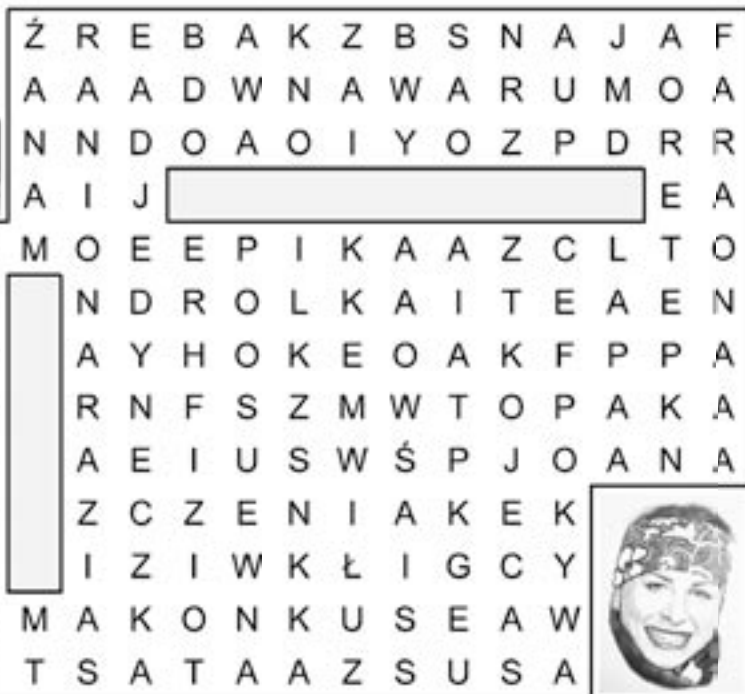 Ź R E B A K Z B S N A J A F
A A A D W N A W A R U M O A
N N D O A O I Y O Z P D R R
A I J E A
M O E E P I K A A Z C L T O
N D R O L K A I T E A E N
A Y H O K E O A K F P P A
R N F S Z M W T O P A K A
A E I U S W Ś P J O A N A
Z C Z E N I A K E K
I Z I W K Ł I G C Y
M A K O N K U S E A W
T S A T A A Z S U S A